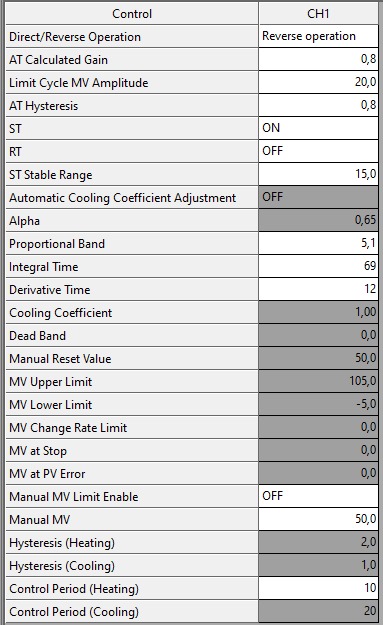 Control CH1
Direct/Reverse Operation Reverse operation
AT Calculated Gain 0,8
Limit Cycle MV Amplitude 20,0
AT Hysteresis 0,8
ST ON
RT OFF
ST Stable Range 15,0
Automatic Cooling Coefficient Adjustment OFF
Alpha 0,65
Proportional Band 5,1
Integral Time 69
Derivative Time 12
Cooling Coefficient 1,00
Dead Band 0,0
Manual Reset Value 50,0
MV Upper Limit 105,0
MV Lower Limit -5,0
MV Change Rate Limit 0,0
MV at Stop 0,0
MV at PV Error 0,0
Manual MV Limit Enable OFF
Manual MV 50,0
Hysteresis (Heating) 2,0
Hysteresis (Cooling) 1,0
Control Period (Heating) 10
Control Period (Cooling) 20